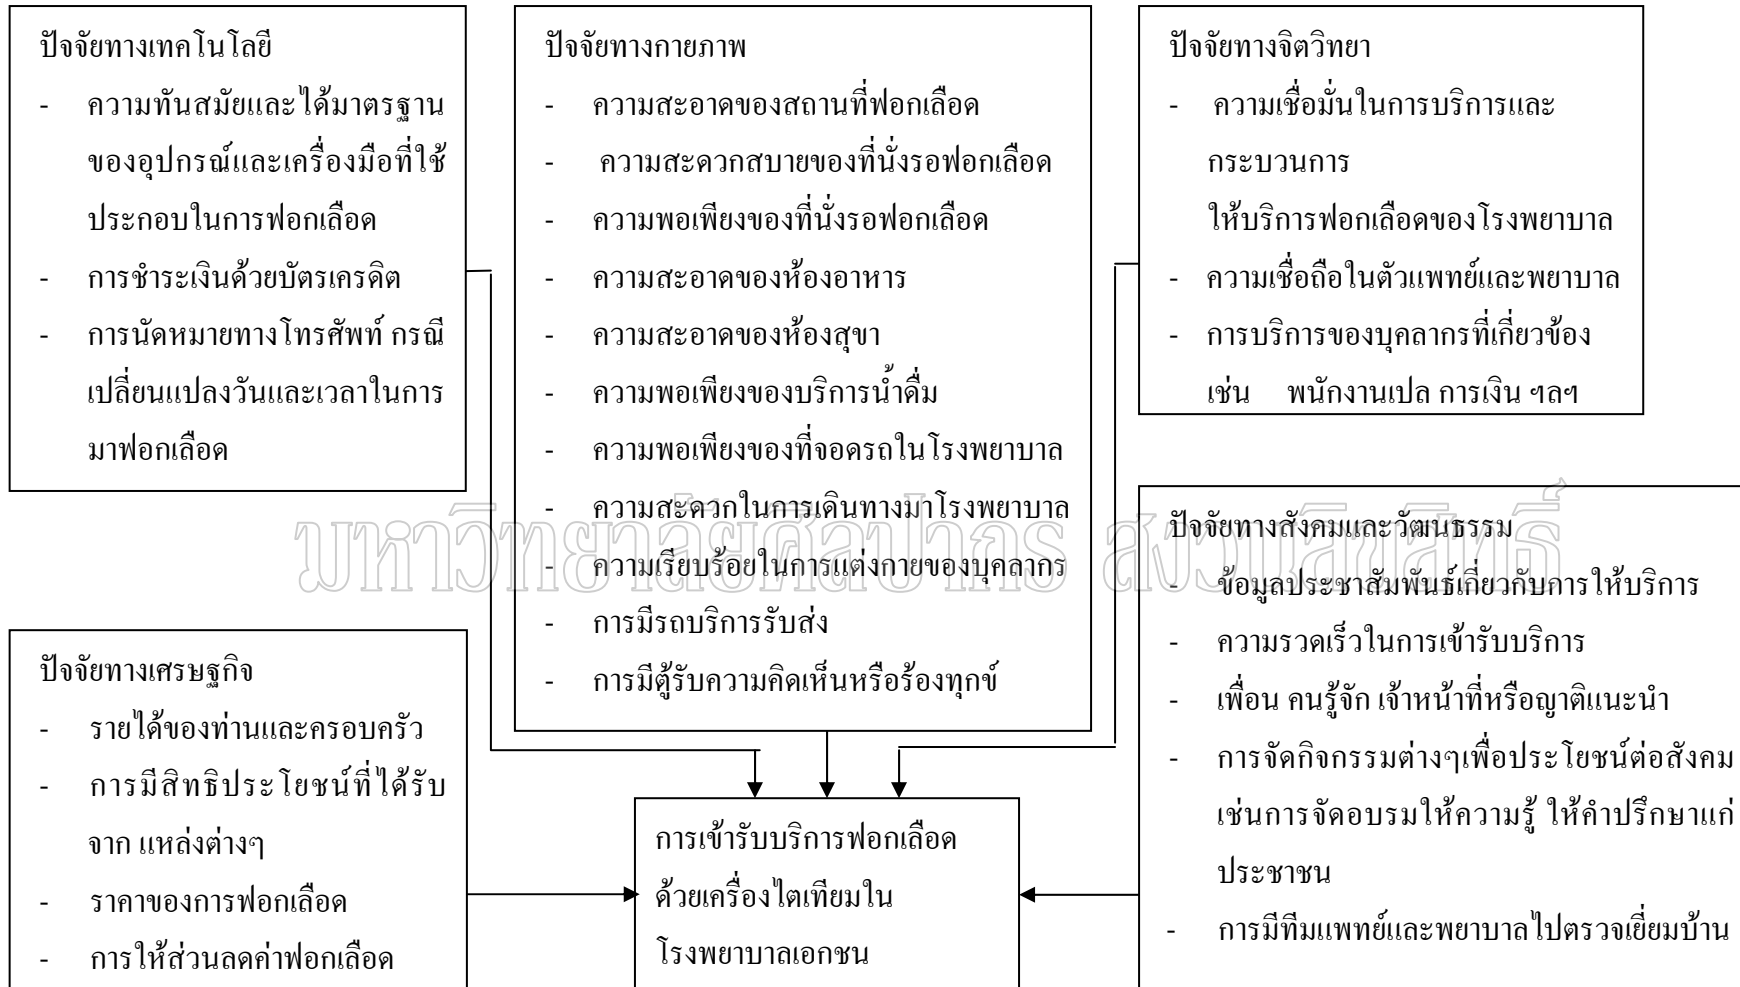 ปัจจัยทางเทคโนโลยี
- ความทันสมัยและได้มาตรฐาน
ของอุปกรณ์และเครื่องมือที่ใช้
ประกอบในการฟอกเลือด
- การชำระเงินด้วยบัตรเครดิต
- การนัดหมายทางโทรศัพท์ กรณี
เปลี่ยนแปลงวันและเวลาในการ
มาฟอกเลือด
ปัจจัยทางกายภาพ
- ความสะอาดของสถานที่ฟอกเลือด
- ความสะดวกสบายของที่นั่งรอฟอกเลือด
- ความพอเพียงของที่นั่งรอฟอกเลือด
- ความสะอาดของห้องอาหาร
- ความสะอาดของห้องสุขา
- ความพอเพียงของบริการน้ำดื่ม
- ความพอเพียงของที่จอดรถในโรงพยาบาล
- ความสะดวกในการเดินทางมาโรงพยาบาล
- ความเรียบร้อยในการแต่งกายของบุคลากร
- การมีรถบริการรับส่ง
- การมีตู้รับความคิดเห็นหรือร้องทุกข์
ปัจจัยทางจิตวิทยา
- ความเชื่อมั่นในการบริการและ
กระบวนการ
ให้บริการฟอกเลือดของโรงพยาบาล
- ความเชื่อถือในตัวแพทย์และพยาบาล
- การบริการของบุคลากรที่เกี่ยวข้อง
เช่น พนักงานเปล การเงิน ฯลฯ
มหาวิทยาลัยศิลปากร สงวนลิขสิทธิ์
ปัจจัยทางสังคมและวัฒนธรรม
- ข้อมูลประชาสัมพันธ์เกี่ยวกับการให้บริการ
- ความรวดเร็วในการเข้ารับบริการ
- เพื่อน คนรู้จัก เจ้าหน้าที่หรือญาติแนะนำ
- การจัดกิจกรรมต่างๆเพื่อประโยชน์ต่อสังคม
เช่นการจัดอบรมให้ความรู้ ให้คำปรึกษาแก่
ประชาชน
- การมีทีมแพทย์และพยาบาลไปตรวจเยี่ยมบ้าน
ปัจจัยทางเศรษฐกิจ
- รายได้ของท่านและครอบครัว
- การมีสิทธิประโยชน์ที่ได้รับ
จาก แหล่งต่างๆ
- ราคาของการฟอกเลือด
- การให้ส่วนลดค่าฟอกเลือด
การเข้ารับบริการฟอกเลือด
ด้วยเครื่องไตเทียมใน
โรงพยาบาลเอกชน